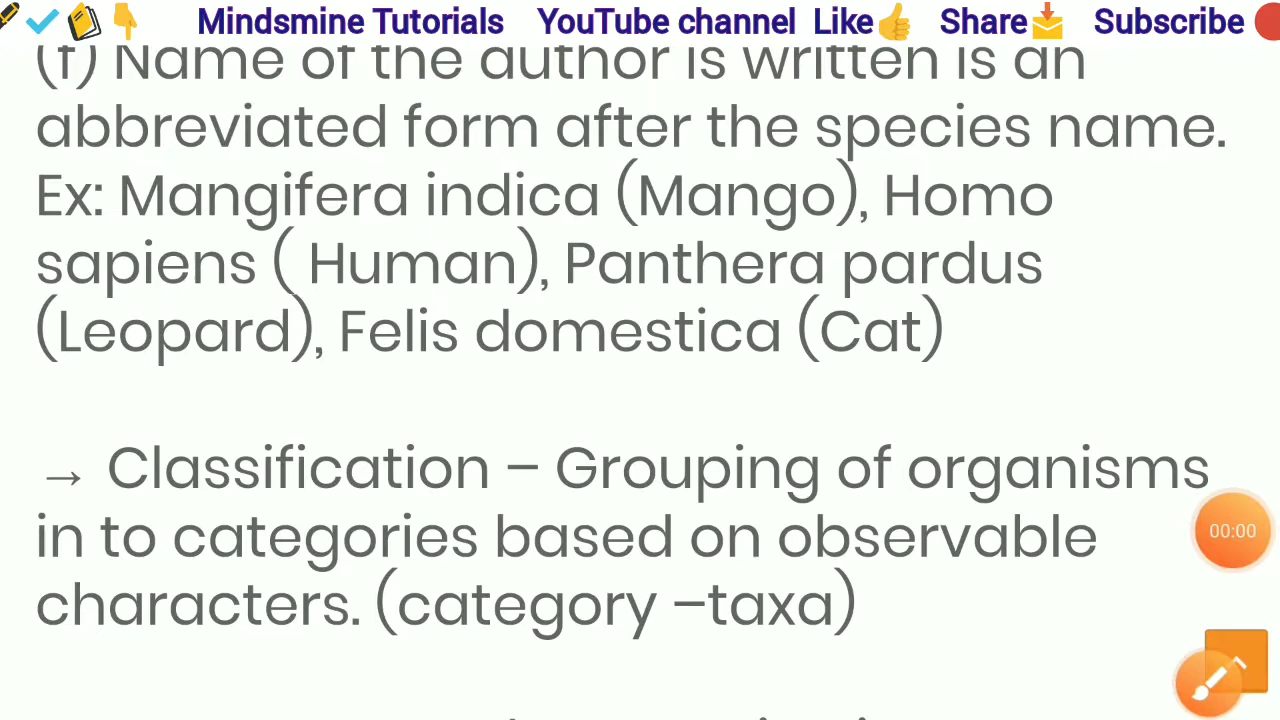 Mindsmine Tutorials YouTube channel Like Share Subscribe
(f) Name of the author is written is an
abbreviated form after the species name.
Ex: Mangifera indica (Mango), Homo
sapiens ( Human), Panthera pardus
(Leopard), Felis domestica (Cat)
→ Classification – Grouping of organisms
in to categories based on observable
characters. (category –taxa)
00:00